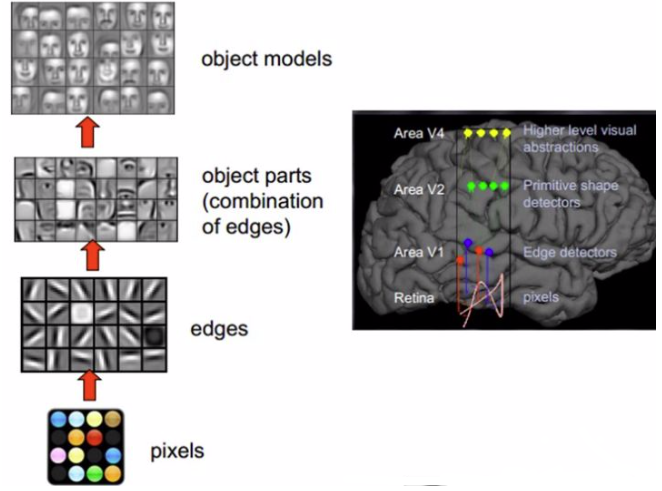 object models
object parts
(combination
of edges)
edges
pixels
Area V4
Higher level visual
abstractions
Area V2
Primitive shape
detectors
Area V1
Edge detectors
Retina
pixels